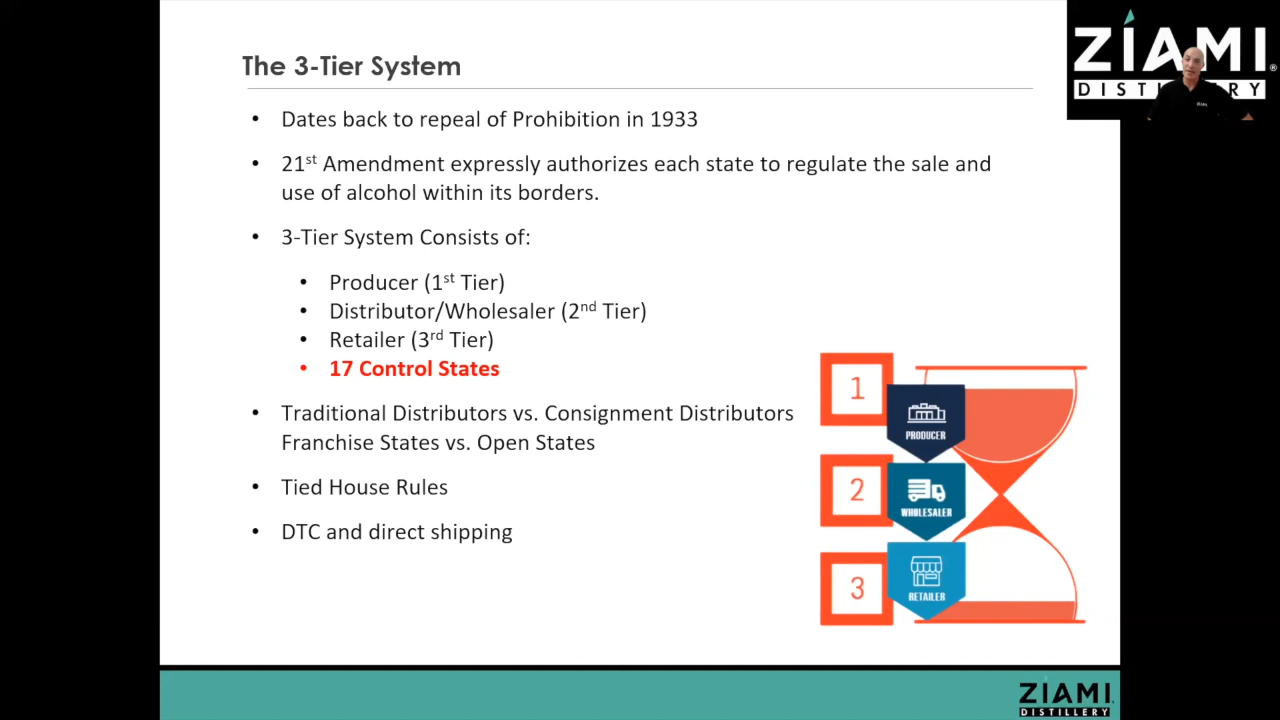 The 3-Tier System
ZIAMI®
DISTILLERY
• Dates back to repeal of Prohibition in 1933
• 21st Amendment expressly authorizes each state to regulate the sale and
use of alcohol within its borders.
• 3-Tier System Consists of:
• Producer (1st Tier)
• Distributor/Wholesaler (2nd Tier)
• Retailer (3rd Tier)
• 17 Control States
• Traditional Distributors vs. Consignment Distributors
Franchise States vs. Open States
• Tied House Rules
• DTC and direct shipping
1
PRODUCER
2
WHOLESALER
3
RETAILER
ZIAMI
DISTILLERY